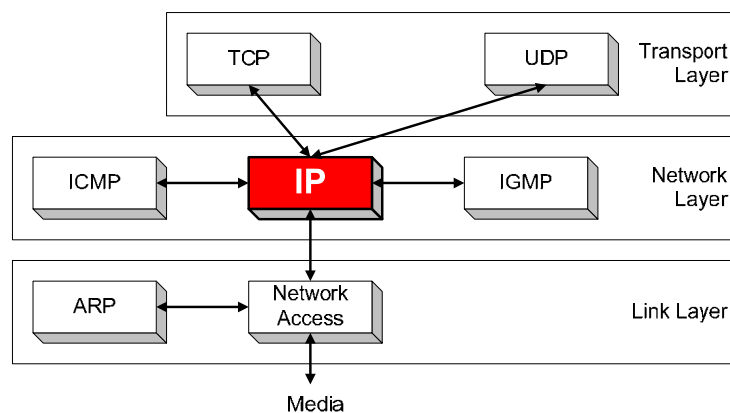 TCP
UDP
Transport
Layer
ICMP
IP
IGMP
Network
Layer
ARP
Network
Access
Link Layer
Media